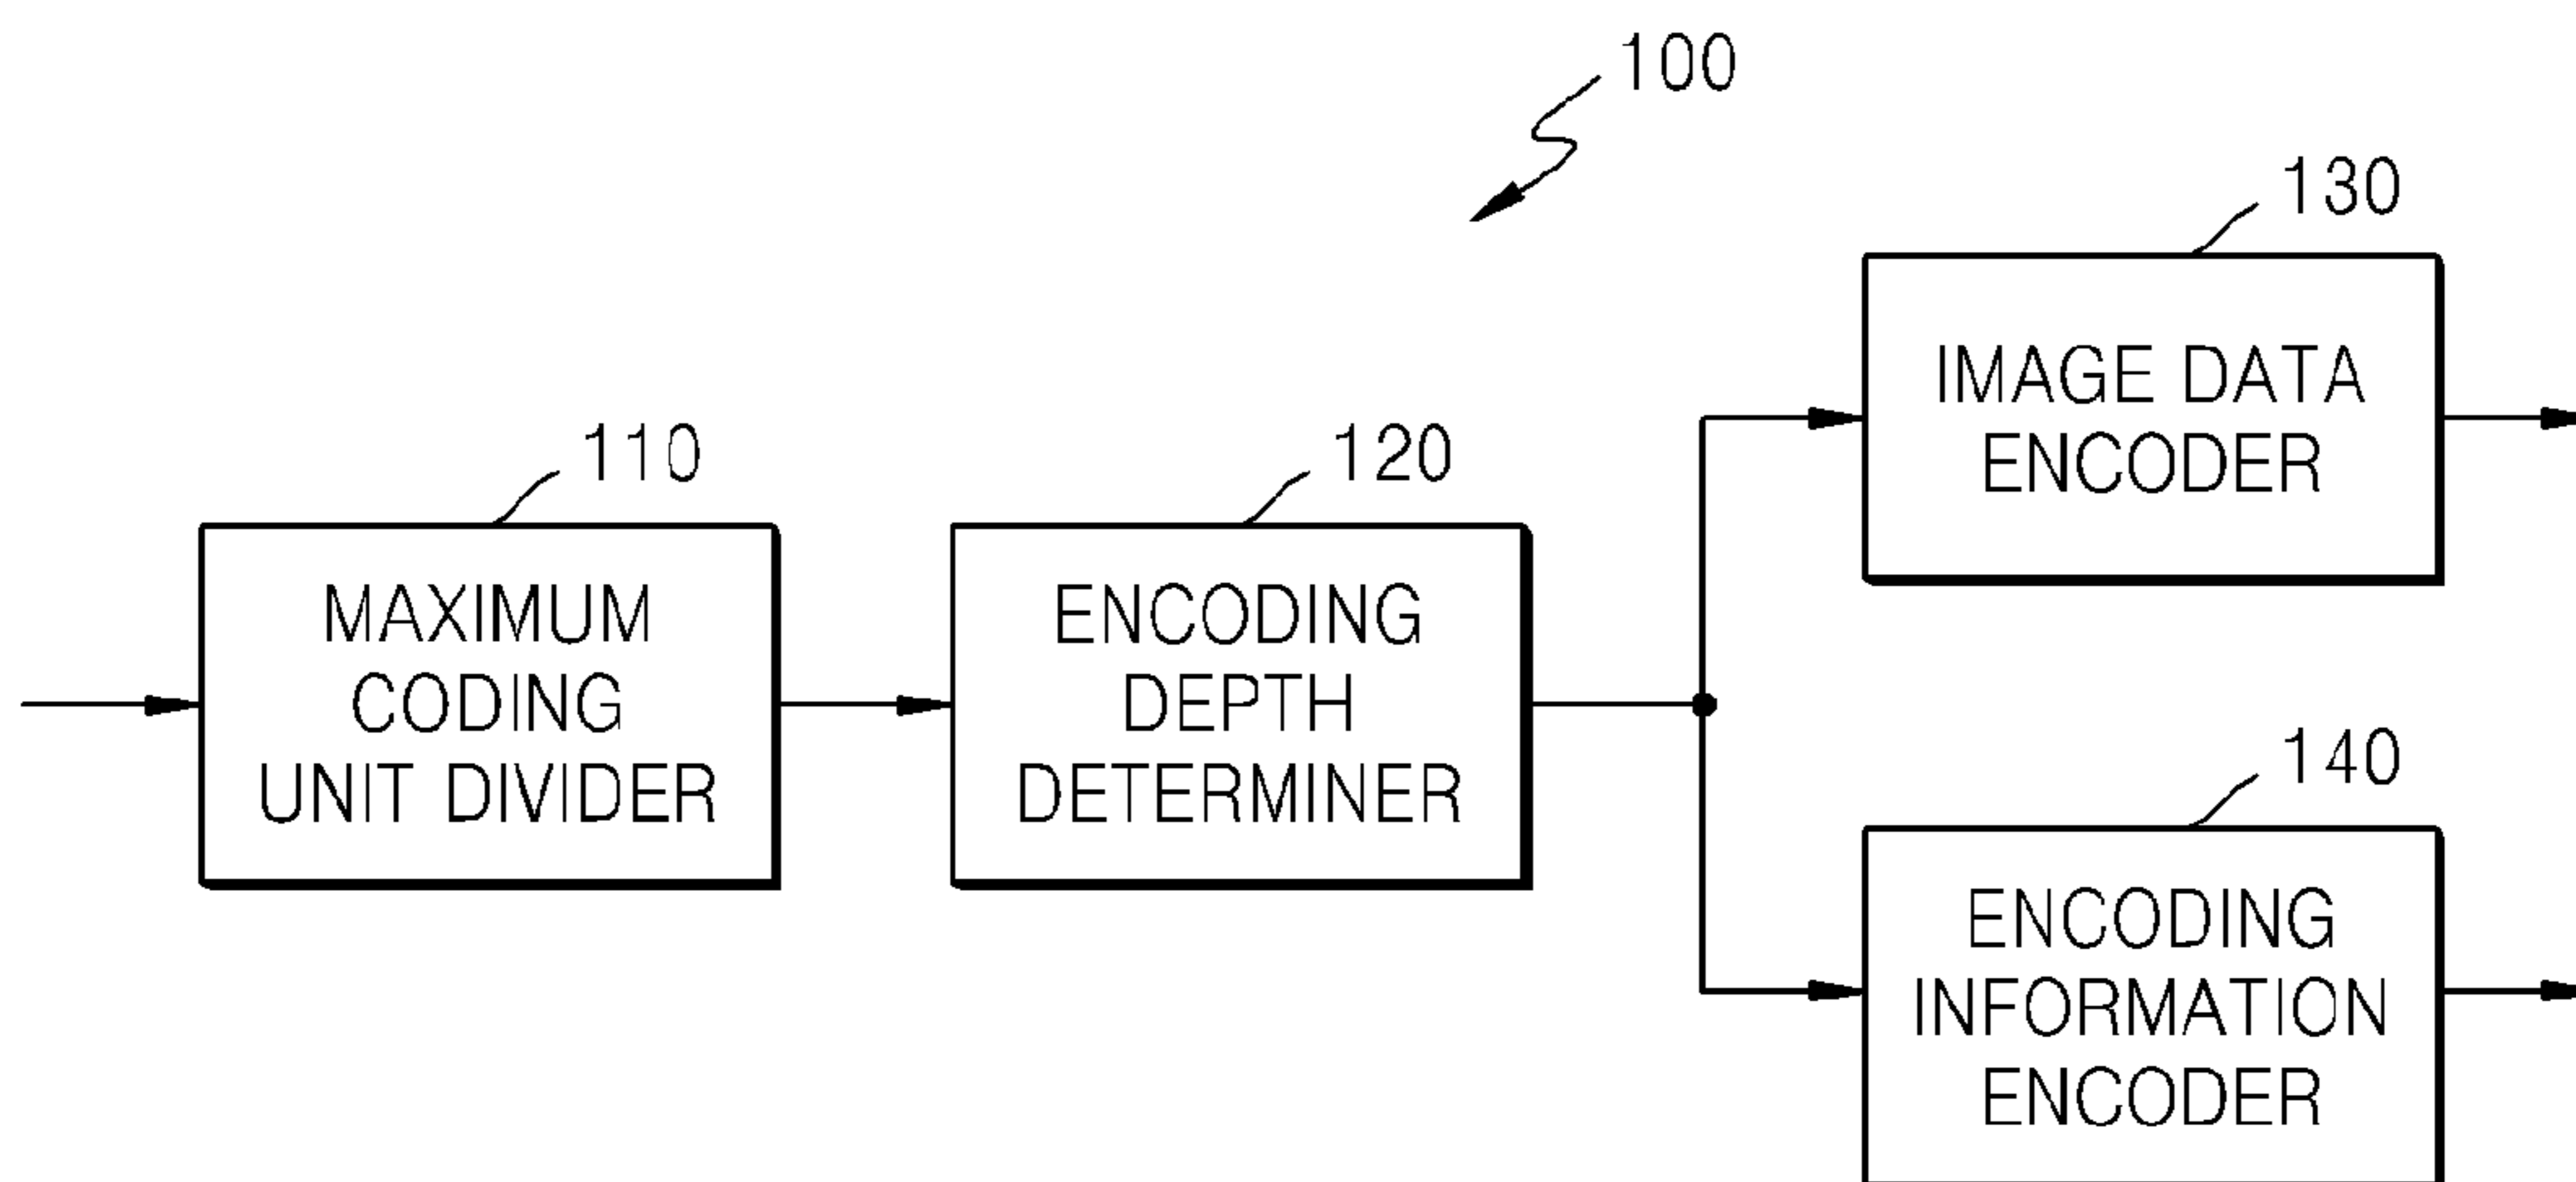 100
130
IMAGE DATA
ENCODER
110
MAXIMUM
CODING
UNIT DIVIDER
120
ENCODING
DEPTH
DETERMINER
140
ENCODING
INFORMATION
ENCODER